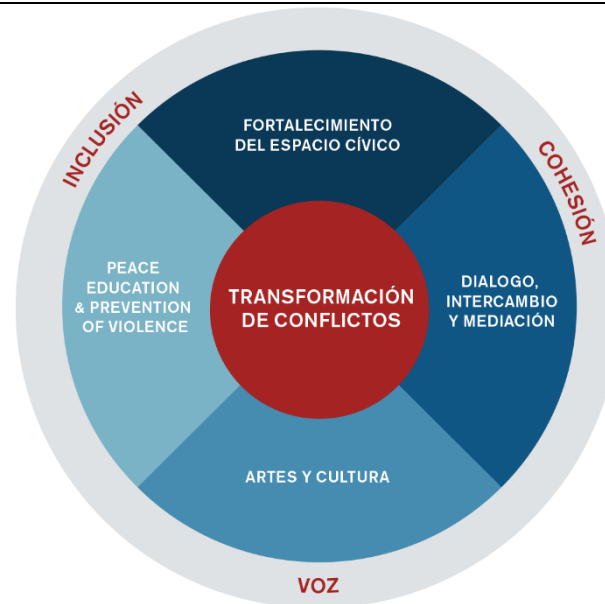 INCLUSIÓN
FORTALECIMIENTO
DEL ESPACIO CÍVICO
COHESIÓN
PEACE
EDUCATION
& PREVENTION
OF VIOLENCE
TRANSFORMACIÓN
DE CONFLICTOS
DIALOGO,
INTERCAMBIO
Y MEDIACIÓN
ARTES Y CULTURA
VOZ